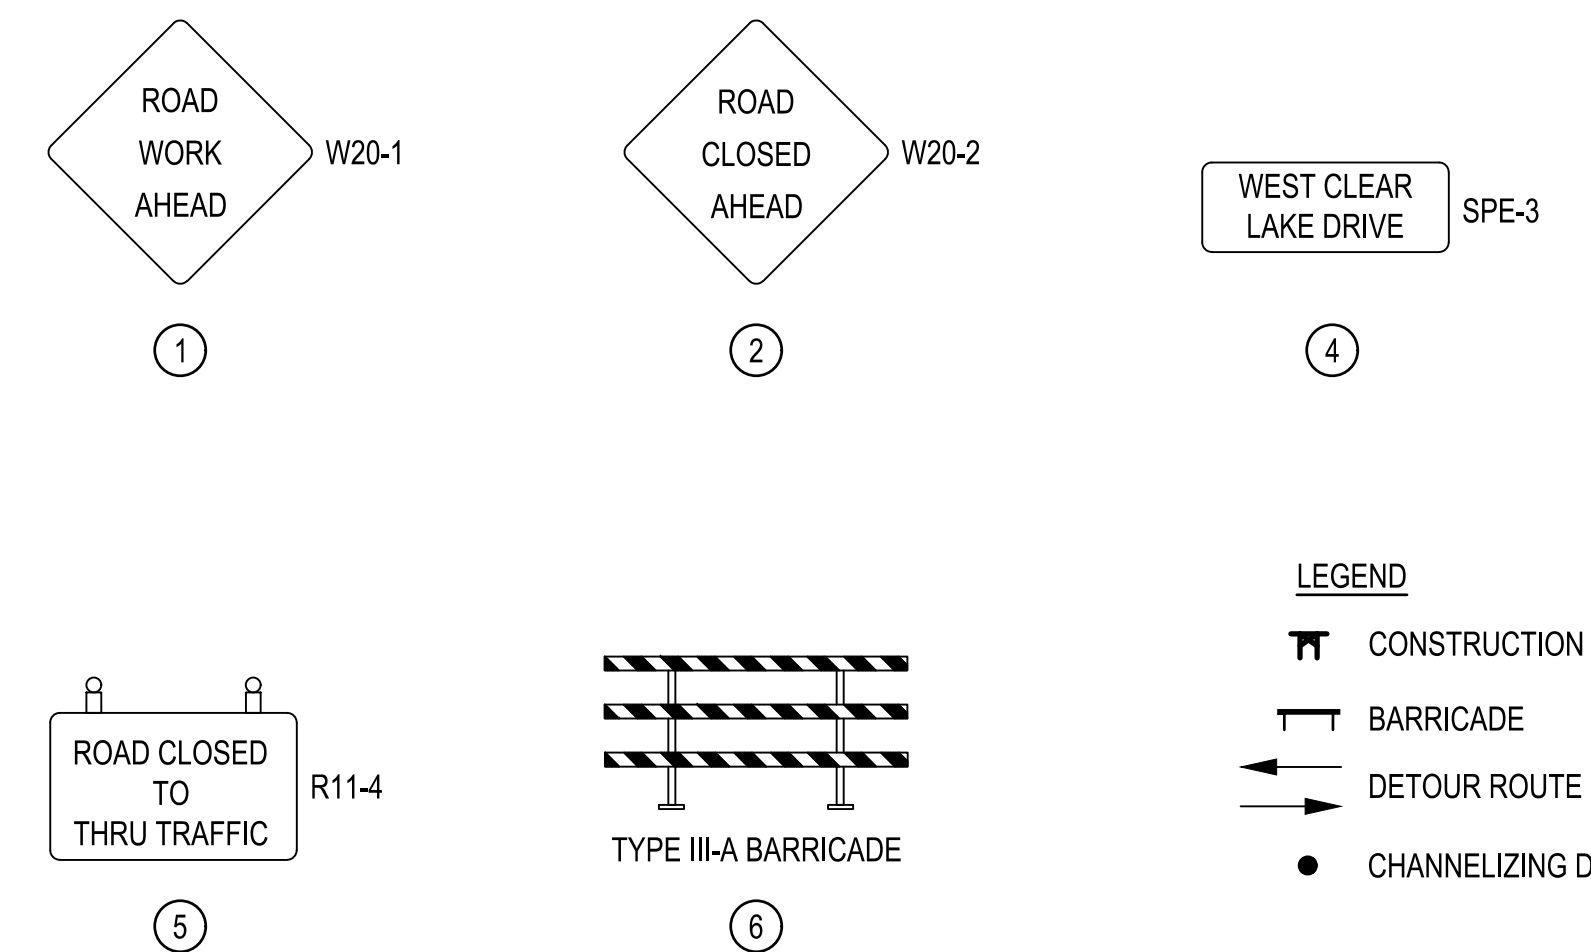 ROAD
WORK
AHEAD
W20-1
1
ROAD
CLOSED
AHEAD
W20-2
2
WEST CLEAR
LAKE DRIVE
SPE-3
4
ROAD CLOSED
TO
THRU TRAFFIC
R11-4
5
TYPE III-A BARRICADE
6
LEGEND
CONSTRUCTION
BARRICADE
DETOUR ROUTE
CHANNELIZING